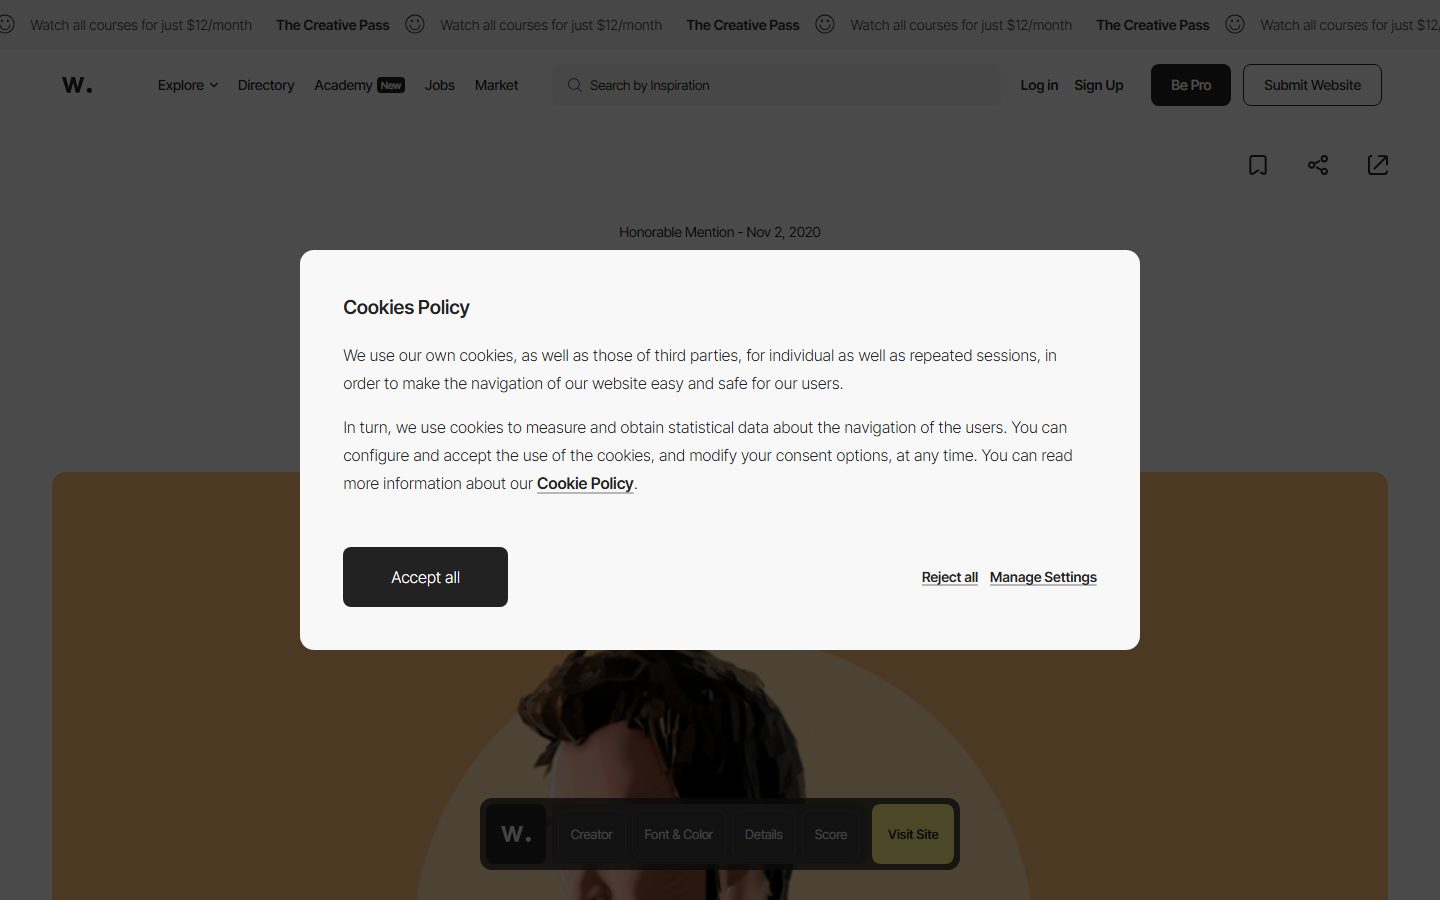 Watch all courses for just $12/month The Creative Pass Watch all courses for just $12/month The Creative Pass Watch all courses for just $12/month The Creative Pass Watch all courses for just $12/
W. Explore Directory Academy New Jobs Market Search by Inspiration Log in Sign Up Be Pro Submit Website
Honorable Mention - Nov 2, 2020
Cookies Policy
We use our own cookies, as well as those of third parties, for individual as well as repeated sessions, in
order to make the navigation of our website easy and safe for our users.
In turn, we use cookies to measure and obtain statistical data about the navigation of the users. You can
configure and accept the use of the cookies, and modify your consent options, at any time. You can read
more information about our Cookie Policy.
Accept all Reject all Manage Settings
W. Creator Font & Color Details Score Visit Site